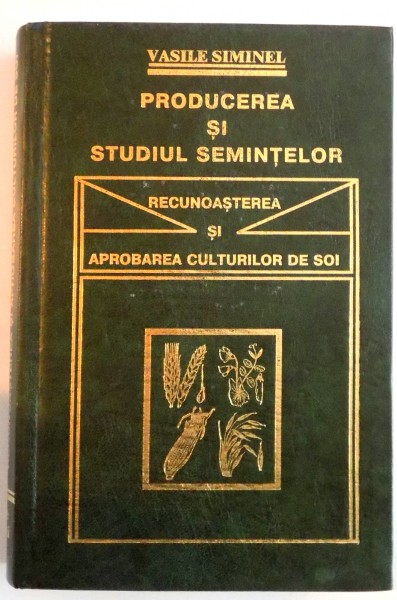 VASILE SIMINEL
PRODUCEREA
ȘI
STUDIUL SEMINȚELOR
RECUNOAȘTEREA
ȘI
APROBAREA CULTURILOR DE SOI